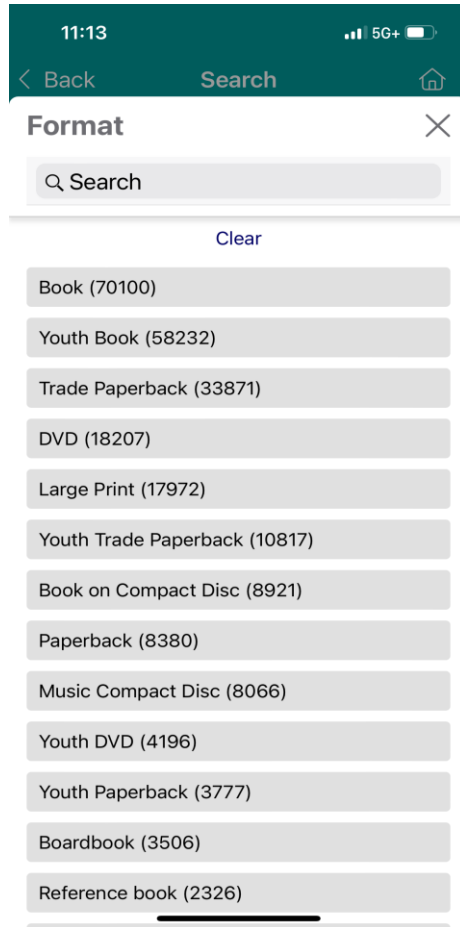 11:13 5G+
Back Search
Format
Search
Clear
Book (70100)
Youth Book (58232)
Trade Paperback (33871)
DVD (18207)
Large Print (17972)
Youth Trade Paperback (10817)
Book on Compact Disc (8921)
Paperback (8380)
Music Compact Disc (8066)
Youth DVD (4196)
Youth Paperback (3777)
Boardbook (3506)
Reference book (2326)